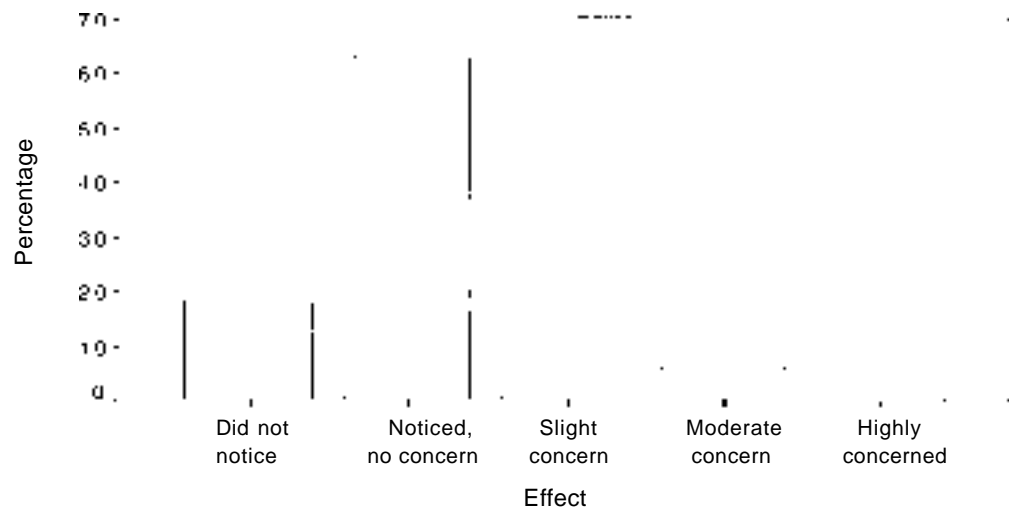 70
60
50
40
30
20
10
0
Percentage
Did not
notice
Noticed,
no concern
Slight
concern
Moderate
concern
Highly
concerned
Effect